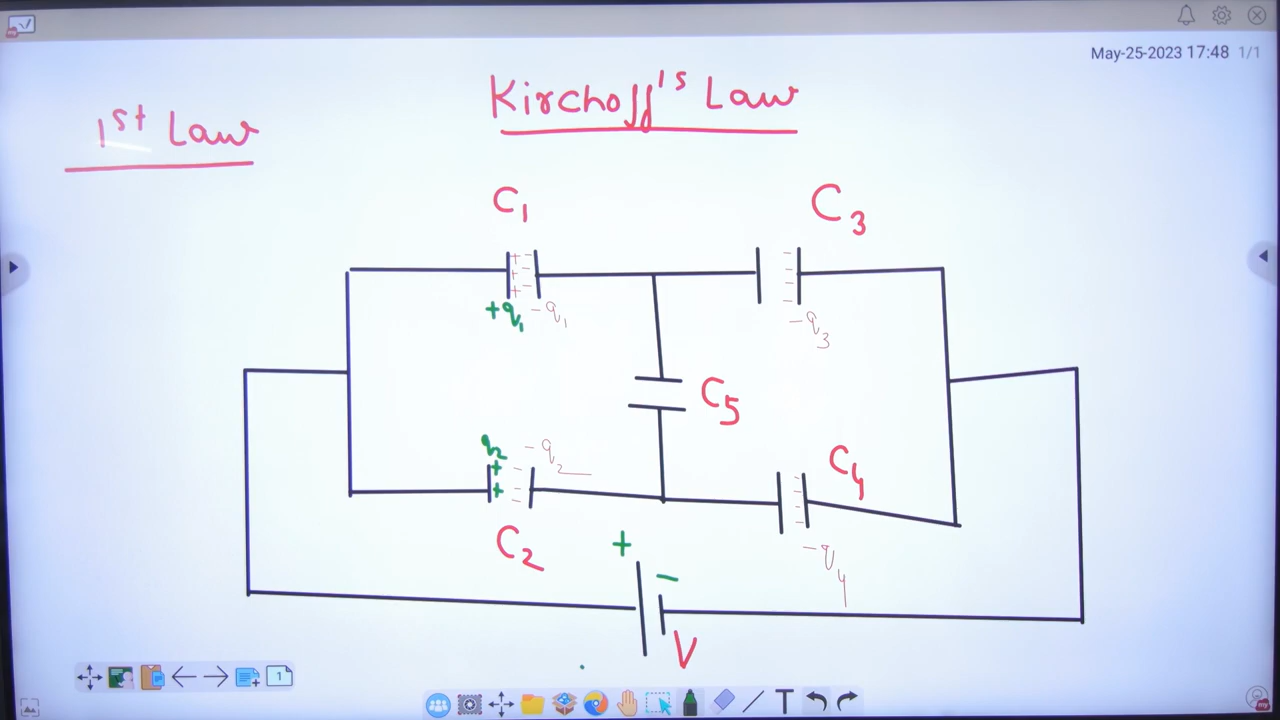 May-25-2023 17:48 1/1
Kirchoff's Law
1st Law
C1
C3
+ + +
- - -
- - - -
+q1 -q1
-q3
C5
q2 -q2
+ +
- - -
C4
- - - -
C2
+ -
-q4
V
1
T